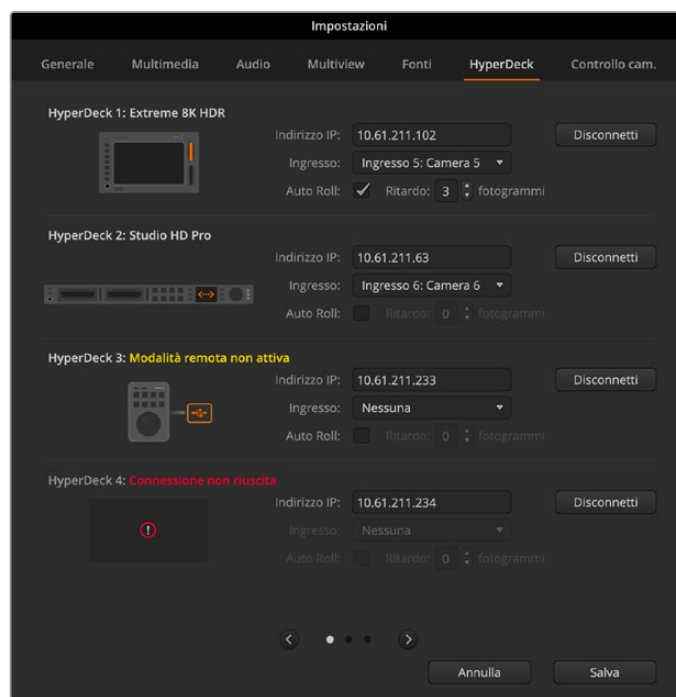 Impostazioni
Generale Multimedia Audio Multiview Fonti HyperDeck Controllo cam.
HyperDeck 1: Extreme 8K HDR
Indirizzo IP: 10.61.211.102 Disconnetti
Ingresso: Ingresso 5: Camera 5
Auto Roll: Ritardo: 3 fotogrammi
HyperDeck 2: Studio HD Pro
Indirizzo IP: 10.61.211.63 Disconnetti
Ingresso: Ingresso 6: Camera 6
Auto Roll: Ritardo: 0 fotogrammi
HyperDeck 3: Modalità remota non attiva
Indirizzo IP: 10.61.211.233 Disconnetti
Ingresso: Nessuna
Auto Roll: Ritardo: 0 fotogrammi
HyperDeck 4: Connessione non riuscita
Indirizzo IP: 10.61.211.234 Disconnetti
Ingresso: Nessuna
Auto Roll: Ritardo: 0 fotogrammi
Annulla Salva